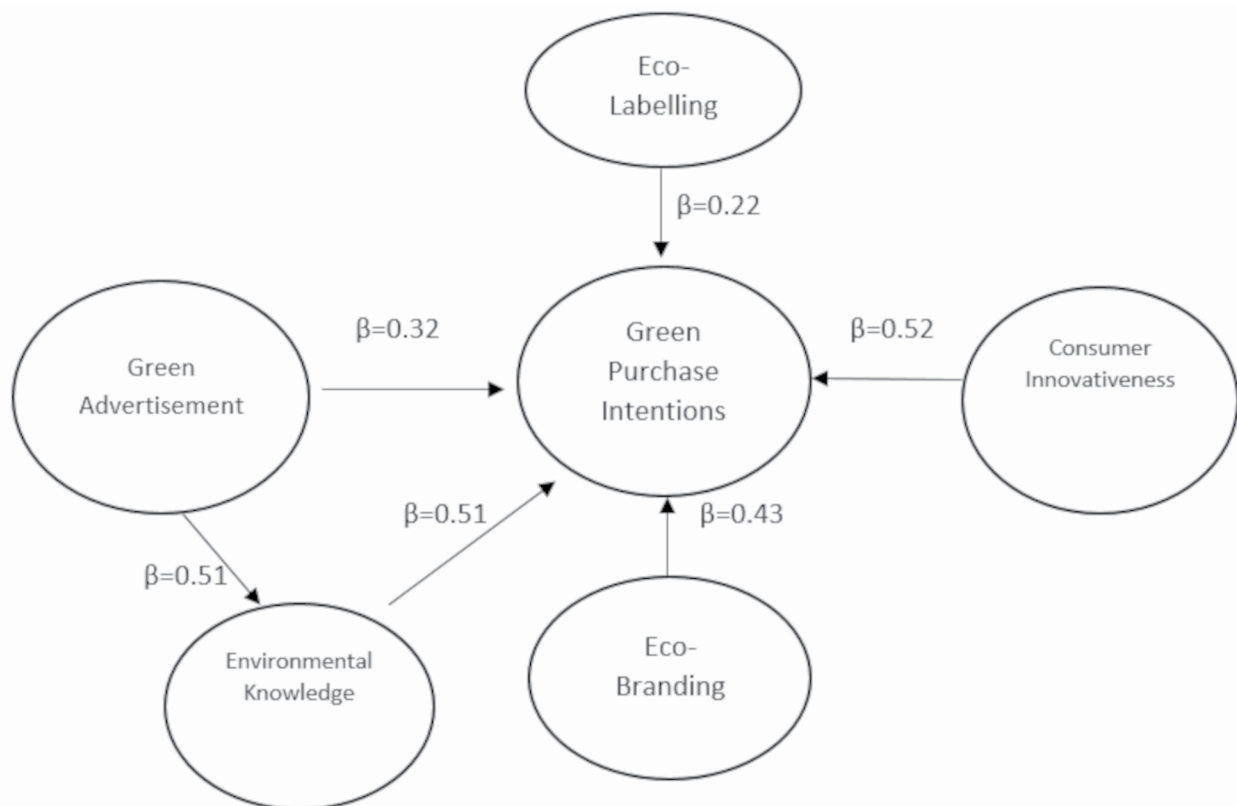 Eco-
Labelling
β=0.22
β=0.32
Green
Purchase
Intentions
β=0.52
Consumer
Innovativeness
Green
Advertisement
β=0.51
β=0.43
β=0.51
Environmental
Knowledge
Eco-
Branding